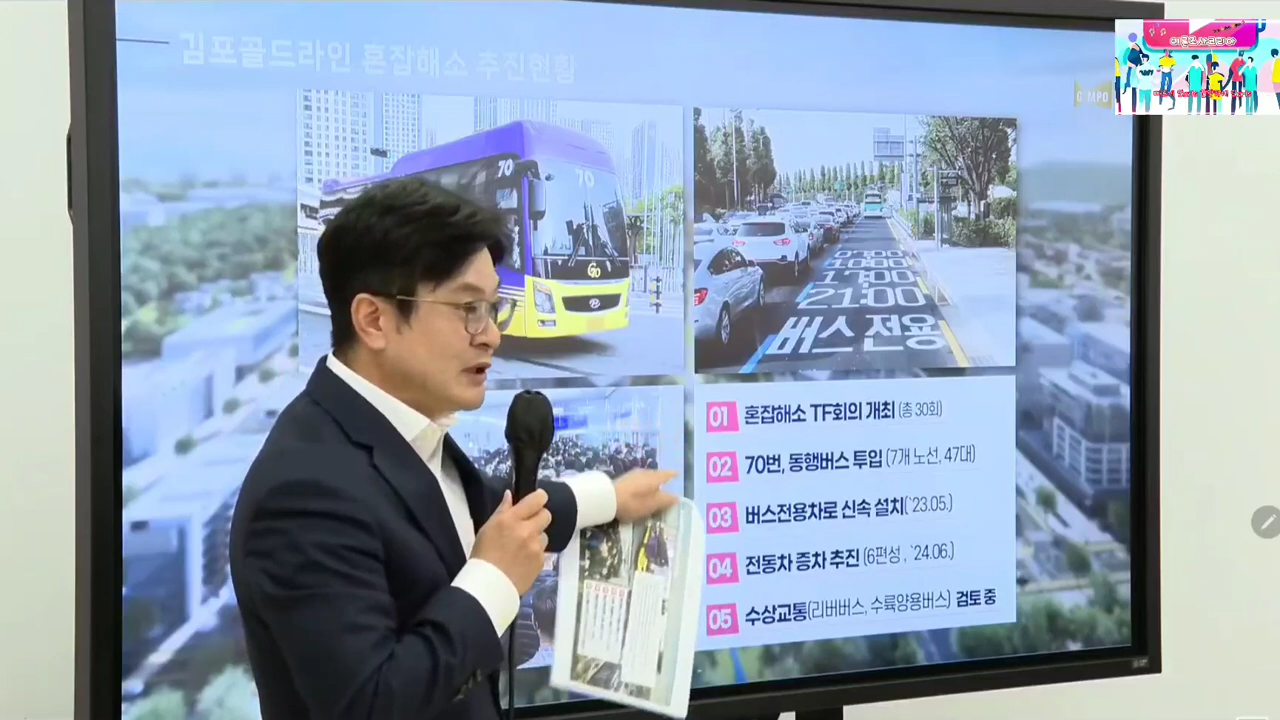 김포골드라인 혼잡해소 추진현황
70
70
G
07:00
10:00
17:00
21:00
버스 전용
01 혼잡해소 TF회의 개최 (총 30회)
02 70번, 동행버스 투입 (7개 노선, 47대)
03 버스전용차로 신속 설치(`23.05.)
04 전동차 증차 추진 (6편성, `24.06.)
05 수상교통(리버버스, 수륙양용버스) 검토 중